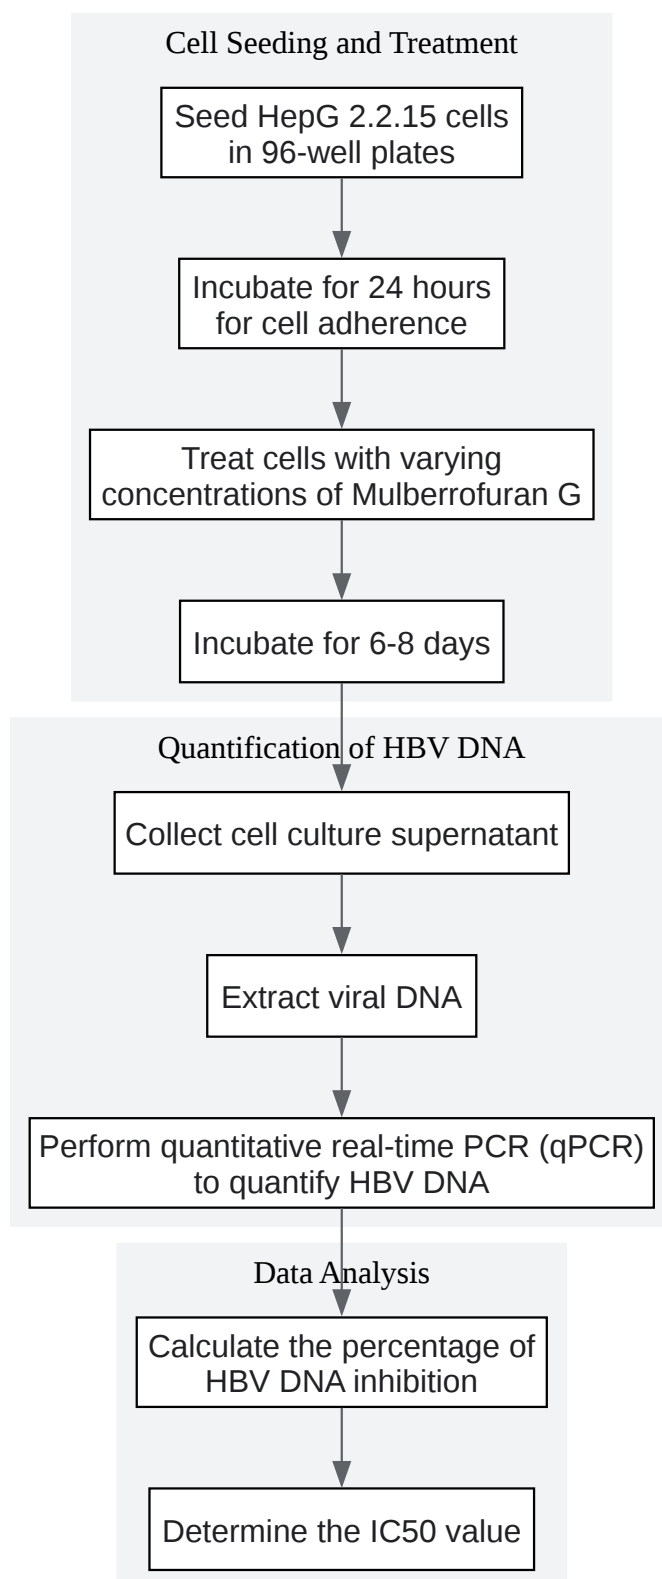 Cell Seeding and Treatment
Seed HepG 2.2.15 cells
in 96-well plates
Incubate for 24 hours
for cell adherence
Treat cells with varying
concentrations of Mulberrofuran G
Incubate for 6-8 days
Quantification of HBV DNA
Collect cell culture supernatant
Extract viral DNA
Perform quantitative real-time PCR (qPCR)
to quantify HBV DNA
Data Analysis
Calculate the percentage of
HBV DNA inhibition
Determine the IC50 value